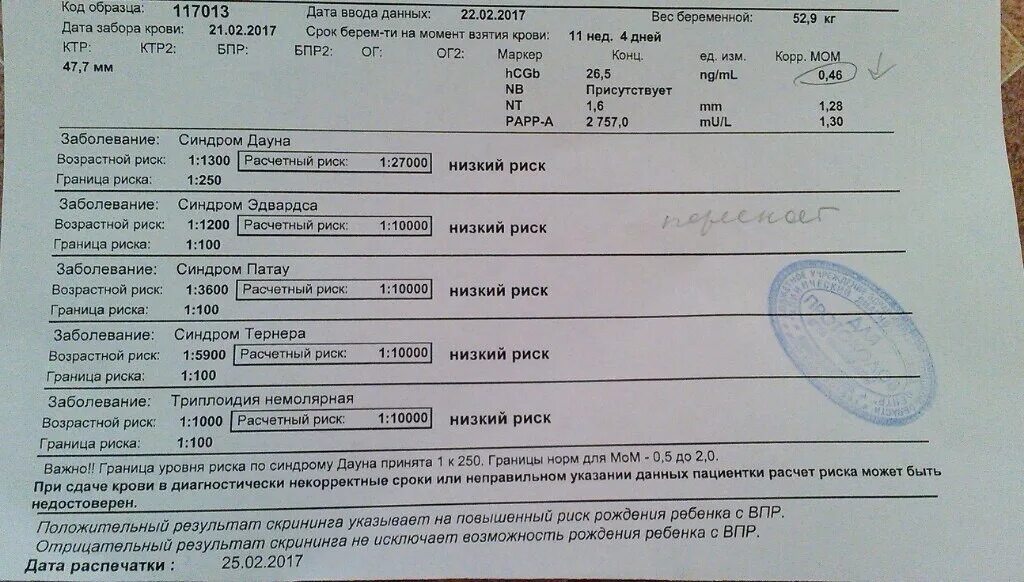 Код образца: 117013 Дата ввода данных: 22.02.2017 Вес беременной: 52,9 кг
Дата забора крови: 21.02.2017 Срок берем-ти на момент взятия крови: 11 нед. 4 дней
КТР: КТР2: БПР: БПР2: ОГ: ОГ2: Маркер Конц. ед. изм. Корр. МОМ
47,7 мм hCGb 26,5 ng/mL 0,46
NB Присутствует
NT 1,6 mm 1,28
PAPP-A 2 757,0 mU/L 1,30
Заболевание: Синдром Дауна
Возрастной риск: 1:1300 Расчетный риск: 1:27000 низкий риск
Граница риска: 1:250
Заболевание: Синдром Эдвардса
Возрастной риск: 1:1200 Расчетный риск: 1:10000 низкий риск
пересчет
Граница риска: 1:100
Заболевание: Синдром Патау
Возрастной риск: 1:3600 Расчетный риск: 1:10000 низкий риск
Граница риска: 1:100
Заболевание: Синдром Тернера
Возрастной риск: 1:5900 Расчетный риск: 1:10000 низкий риск
Граница риска: 1:100
Заболевание: Триплоидия немолярная
Возрастной риск: 1:1000 Расчетный риск: 1:10000 низкий риск
Граница риска: 1:100
Важно!! Граница уровня риска по синдрому Дауна принята 1 к 250. Границы норм для МоМ - 0,5 до 2,0.
При сдаче крови в диагностически некорректные сроки или неправильном указании данных пациентки расчет риска может быть
недостоверен.
Положительный результат скрининга указывает на повышенный риск рождения ребенка с ВПР.
Отрицательный результат скрининга не исключает возможность рождения ребенка с ВПР.
Дата распечатки : 25.02.2017
ДЛЯ